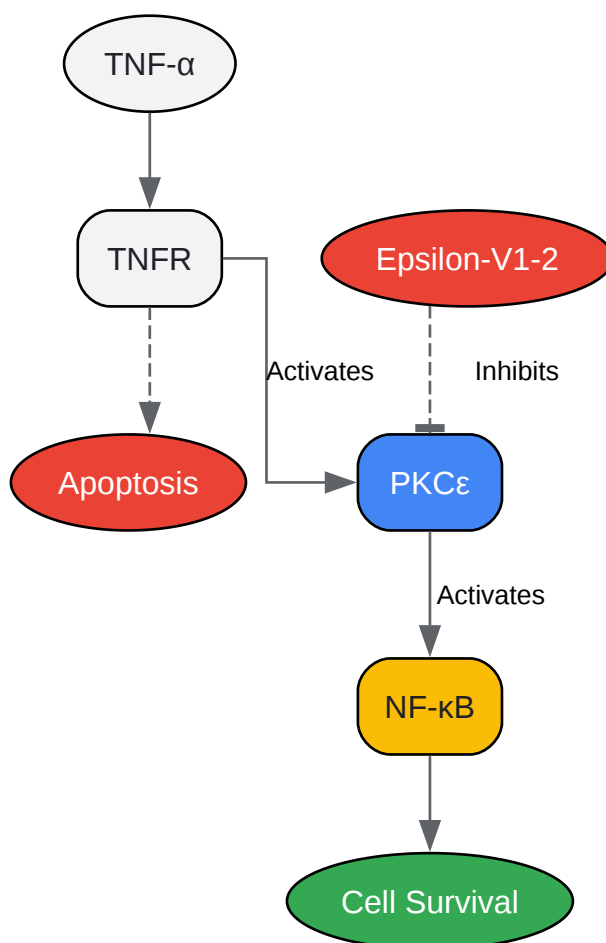 TNF-α
TNFR
Epsilon-V1-2
Activates
Inhibits
Apoptosis
PKCε
Activates
NF-κB
Cell Survival